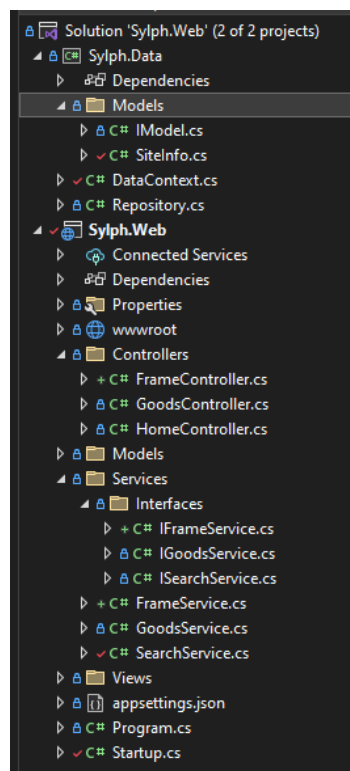 Solution 'Sylph.Web' (2 of 2 projects)
C# Sylph.Data
Dependencies
Models
C# IModel.cs
C# SiteInfo.cs
C# DataContext.cs
C# Repository.cs
Sylph.Web
Connected Services
Dependencies
Properties
wwwroot
Controllers
+ C# FrameController.cs
C# GoodsController.cs
C# HomeController.cs
Models
Services
Interfaces
+ C# IFrameService.cs
C# IGoodsService.cs
C# ISearchService.cs
+ C# FrameService.cs
C# GoodsService.cs
C# SearchService.cs
Views
appsettings.json
C# Program.cs
C# Startup.cs